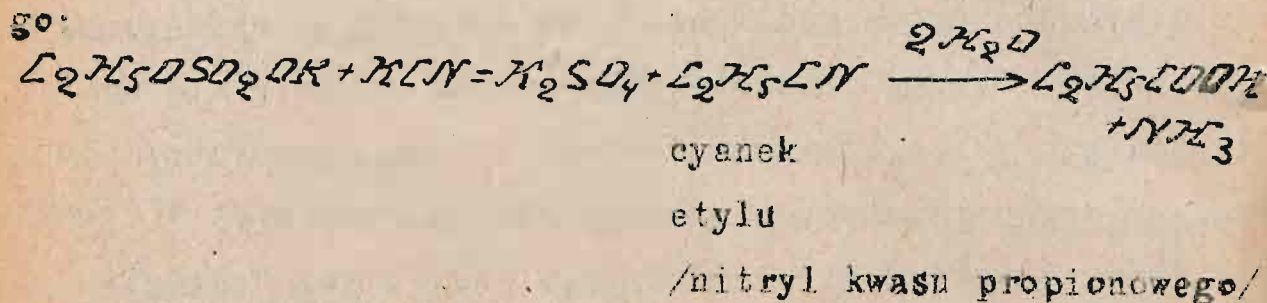 go:
2H₂O
C₂H₅OSO₂OK + KCN = K₂SO₄ + C₂H₅CN ⟶ C₂H₅COOH
+NH₃
cyanek
etylu
/nitryl kwasu propionowego/